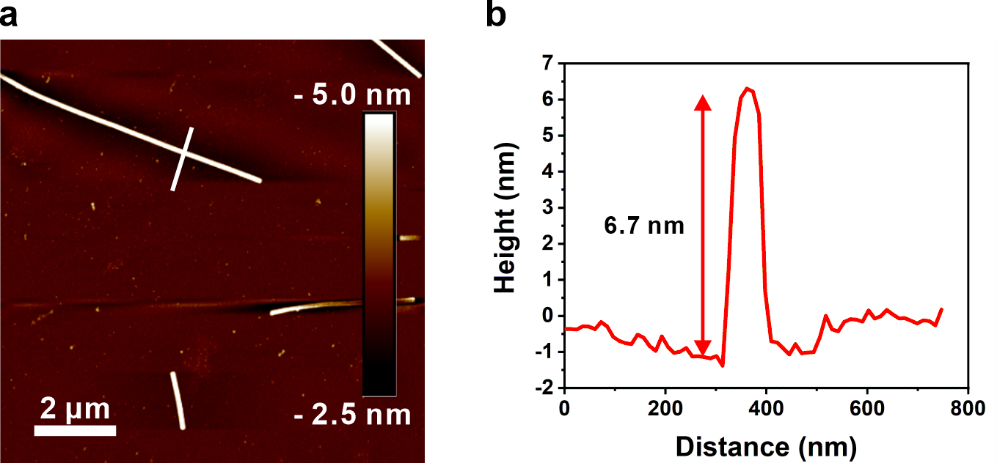 a
- 5.0 nm
- 2.5 nm
2 µm
b
7
6
5
4
3
2
1
0
-1
-2
Height (nm)
6.7 nm
0
200
400
600
800
Distance (nm)